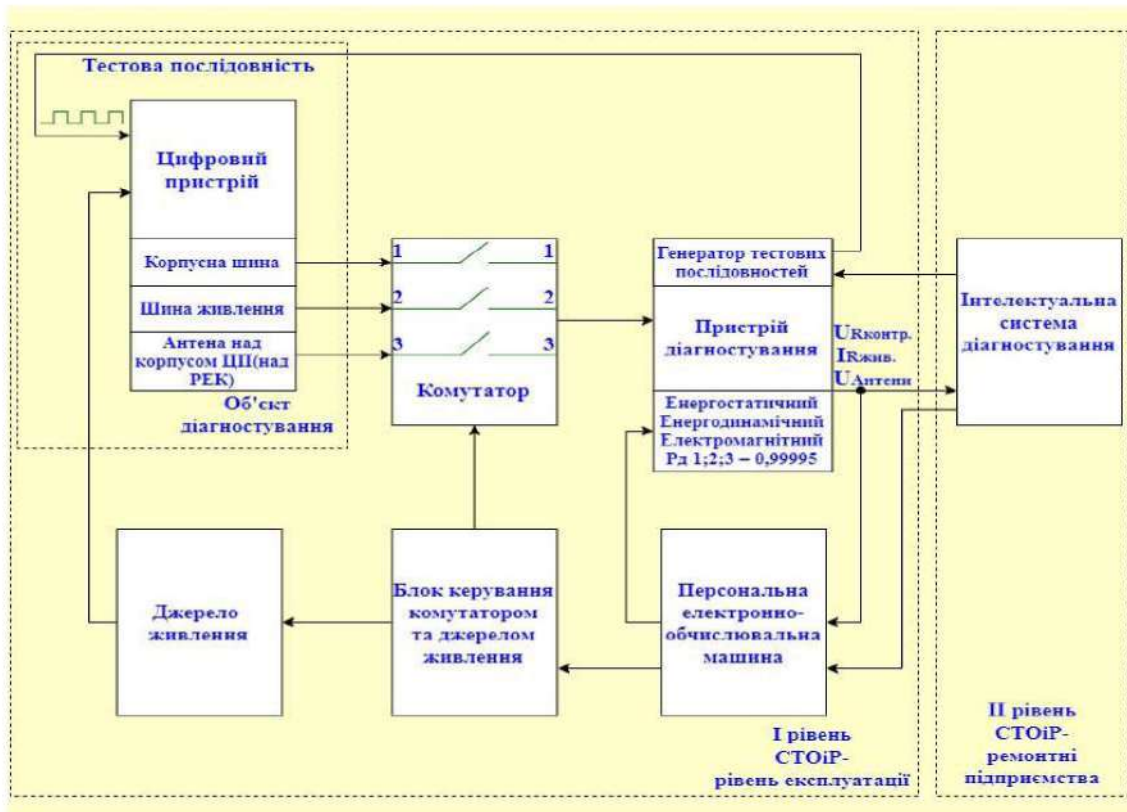 Тестова послідовність
Цифровий
пристрій
Корпусна шина
Шина живлення
Антена над
корпусом ЦП(над
РЕК)
Об'єкт
діагностування
1 1
2 2
3 3
Комутатор
Генератор тестових
послідовностей
Пристрій
діагностування
URконтр.
IRжив.
UАнтени
Енергостатичний
Енергодинамічний
Електромагнітний
Рд 1;2;3 – 0,99995
Інтелектуальна
система
діагностування
Джерело
живлення
Блок керування
комутатором
та джерелом
живлення
Персональна
електронно-
обчислювальна
машина
І рівень
СТОіР-
рівень експлуатації
ІІ рівень
СТОіР-
ремонтні
підприємства